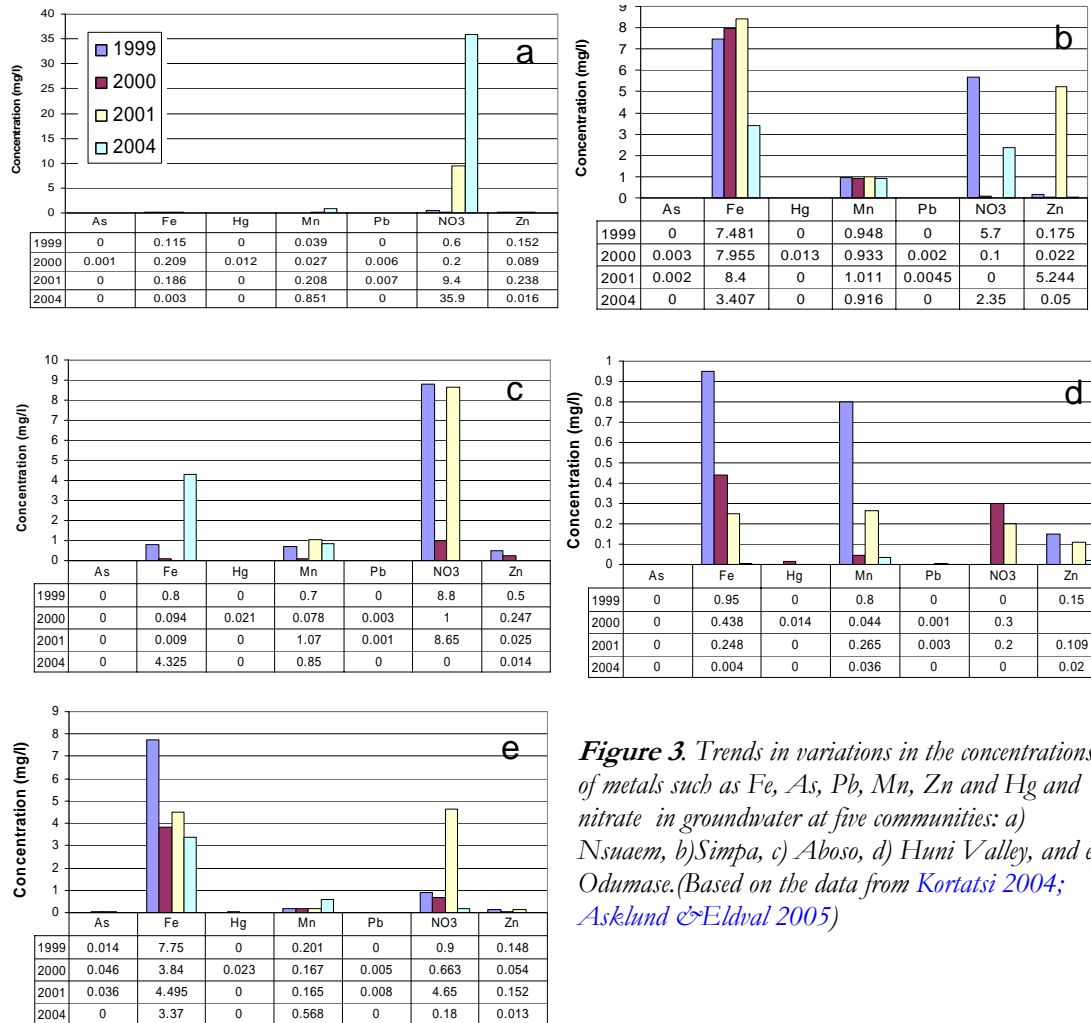 40
35
30
25
20
15
10
5
0
Concentration (mg/l)
1999
2000
2001
2004
a
As Fe Hg Mn Pb NO3 Zn
1999 0 0.115 0 0.039 0 0.6 0.152
2000 0.001 0.209 0.012 0.027 0.006 0.2 0.089
2001 0 0.186 0 0.208 0.007 9.4 0.238
2004 0 0.003 0 0.851 0 35.9 0.016
9
8
7
6
5
4
3
2
1
0
Concentration (mg/l)
b
As Fe Hg Mn Pb NO3 Zn
1999 0 7.481 0 0.948 0 5.7 0.175
2000 0.003 7.955 0.013 0.933 0.002 0.1 0.022
2001 0.002 8.4 0 1.011 0.0045 0 5.244
2004 0 3.407 0 0.916 0 2.35 0.05
10
9
8
7
6
5
4
3
2
1
0
Concentration (mg/l)
c
As Fe Hg Mn Pb NO3 Zn
1999 0 0.8 0 0.7 0 8.8 0.5
2000 0 0.094 0.021 0.078 0.003 1 0.247
2001 0 0.009 0 1.07 0.001 8.65 0.025
2004 0 4.325 0 0.85 0 0 0.014
1
0.9
0.8
0.7
0.6
0.5
0.4
0.3
0.2
0.1
0
Concentration (mg/l)
d
As Fe Hg Mn Pb NO3 Zn
1999 0 0.95 0 0.8 0 0 0.15
2000 0 0.438 0.014 0.044 0.001 0.3
2001 0 0.248 0 0.265 0.003 0.2 0.109
2004 0 0.004 0 0.036 0 0 0.02
9
8
7
6
5
4
3
2
1
0
Concentration (mg/l)
e
As Fe Hg Mn Pb NO3 Zn
1999 0.014 7.75 0 0.201 0 0.9 0.148
2000 0.046 3.84 0.023 0.167 0.005 0.663 0.054
2001 0.036 4.495 0 0.165 0.008 4.65 0.152
2004 0 3.37 0 0.568 0 0.18 0.013
Figure 3. Trends in variations in the concentrations
of metals such as Fe, As, Pb, Mn, Zn and Hg and
nitrate in groundwater at five communities: a)
Nsuaem, b)Simpa, c) Aboso, d) Huni Valley, and e
Odumase.(Based on the data from Kortatsi 2004;
Asklund &Eldval 2005)